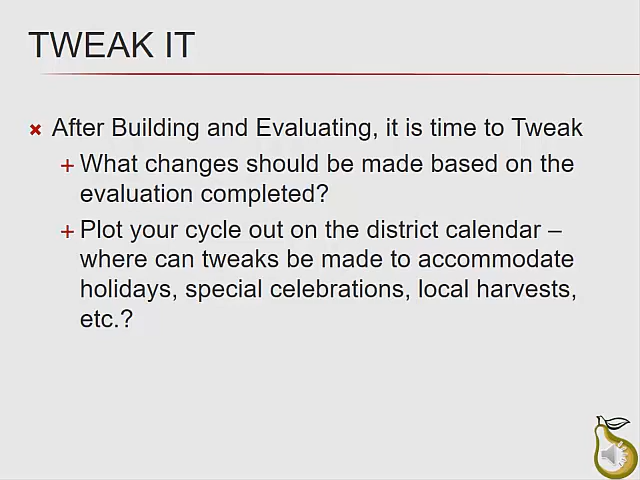 TWEAK IT
After Building and Evaluating, it is time to Tweak
What changes should be made based on the
evaluation completed?
Plot your cycle out on the district calendar –
where can tweaks be made to accommodate
holidays, special celebrations, local harvests,
etc.?